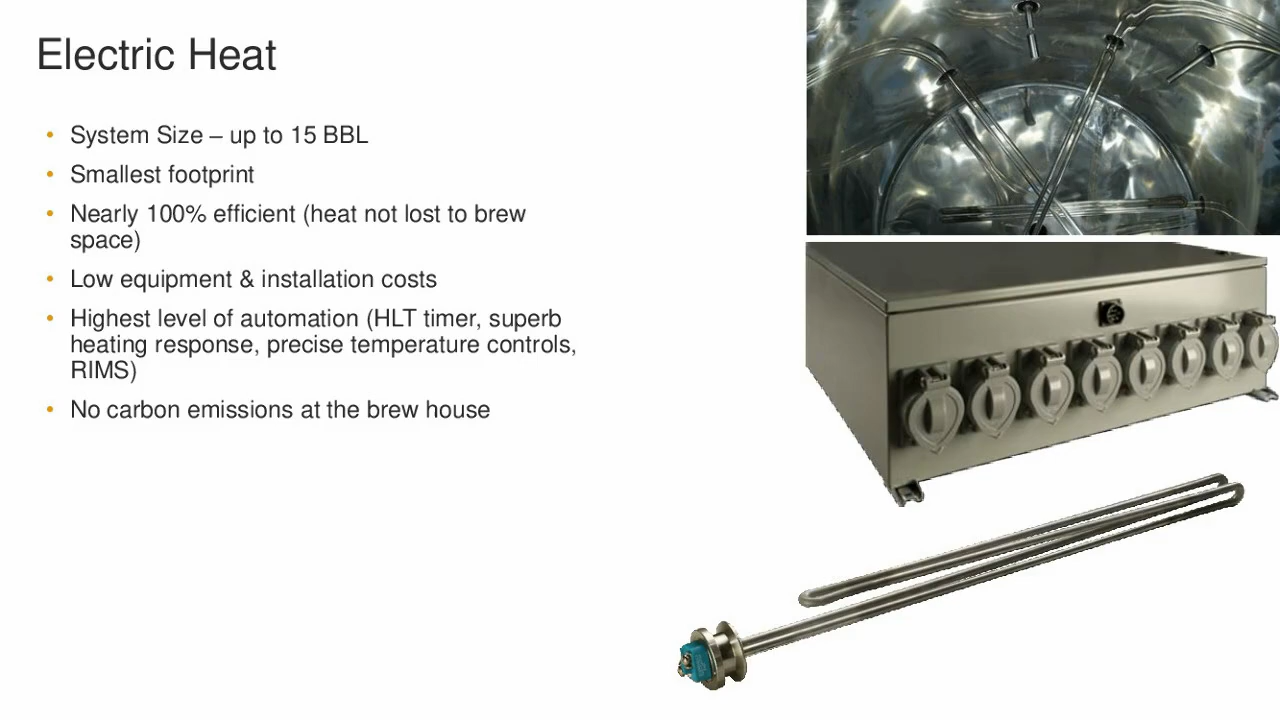 Electric Heat
• System Size – up to 15 BBL
• Smallest footprint
• Nearly 100% efficient (heat not lost to brew
space)
• Low equipment & installation costs
• Highest level of automation (HLT timer, superb
heating response, precise temperature controls,
RIMS)
• No carbon emissions at the brew house